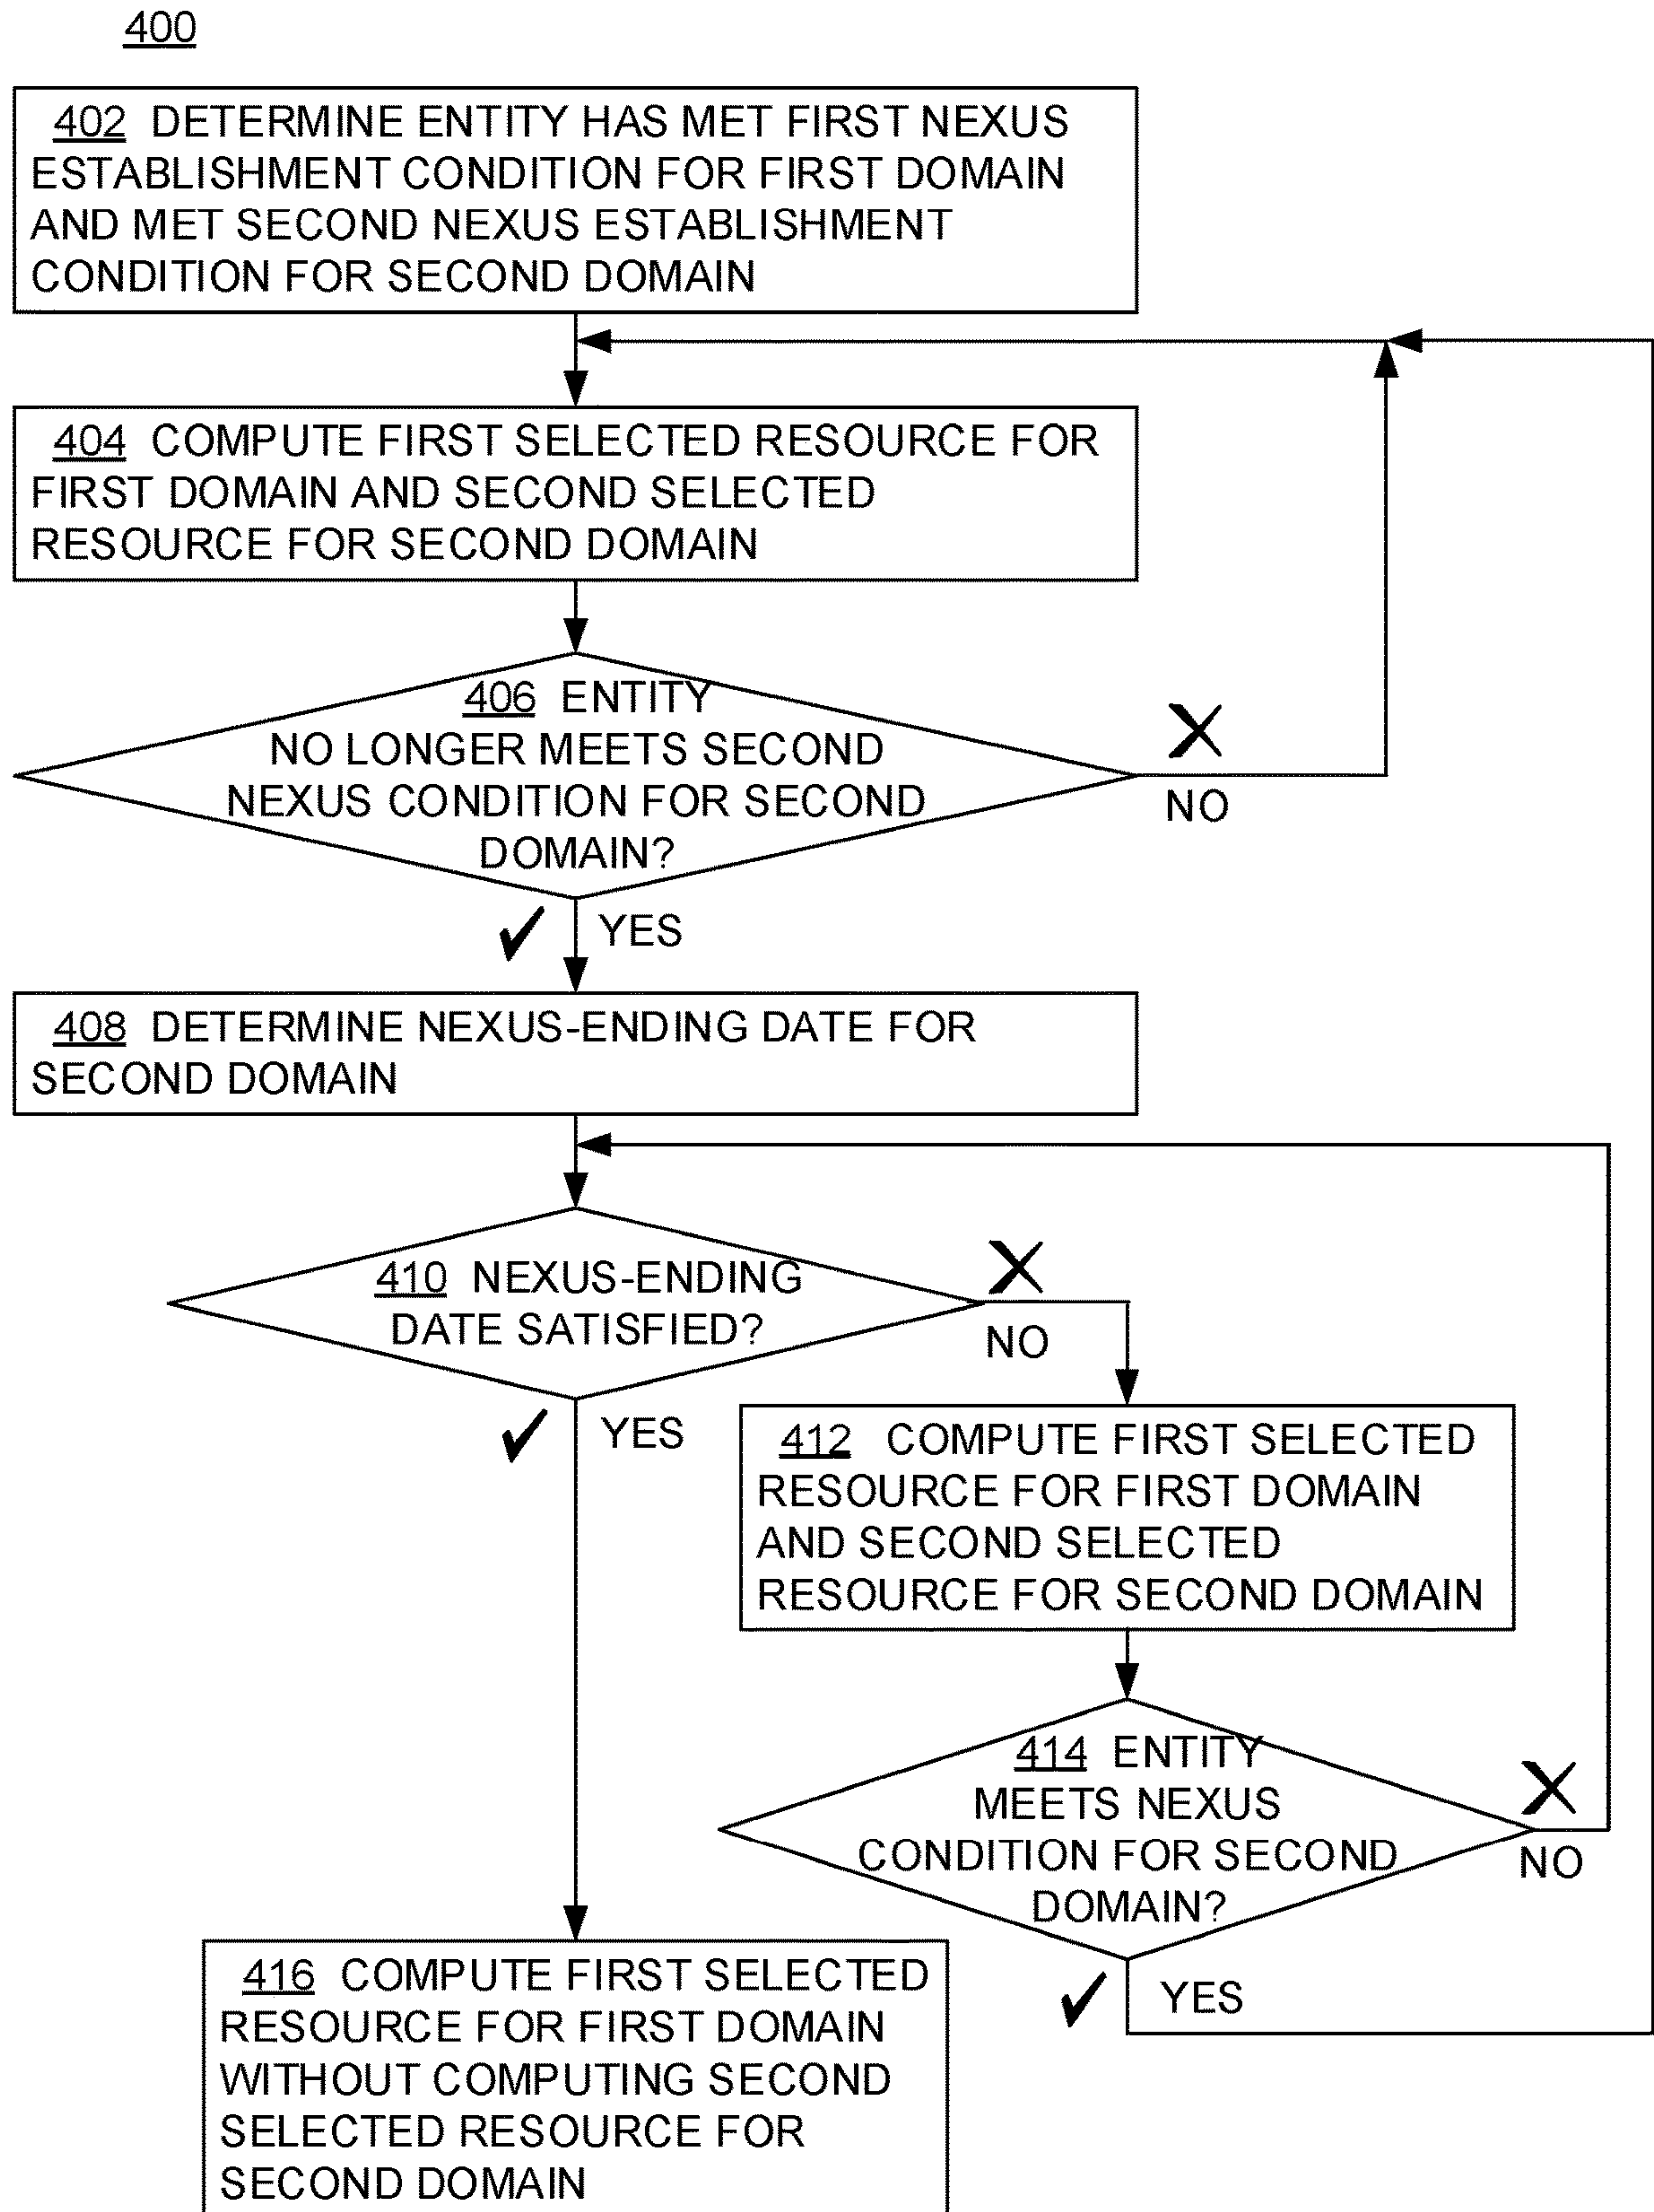 400
402 DETERMINE ENTITY HAS MET FIRST NEXUS
ESTABLISHMENT CONDITION FOR FIRST DOMAIN
AND MET SECOND NEXUS ESTABLISHMENT
CONDITION FOR SECOND DOMAIN
404 COMPUTE FIRST SELECTED RESOURCE FOR
FIRST DOMAIN AND SECOND SELECTED
RESOURCE FOR SECOND DOMAIN
406 ENTITY
NO LONGER MEETS SECOND
NEXUS CONDITION FOR SECOND
DOMAIN?
NO
YES
408 DETERMINE NEXUS-ENDING DATE FOR
SECOND DOMAIN
410 NEXUS-ENDING
DATE SATISFIED?
NO
YES
412 COMPUTE FIRST SELECTED
RESOURCE FOR FIRST DOMAIN
AND SECOND SELECTED
RESOURCE FOR SECOND DOMAIN
414 ENTITY
MEETS NEXUS
CONDITION FOR SECOND
DOMAIN?
NO
YES
416 COMPUTE FIRST SELECTED
RESOURCE FOR FIRST DOMAIN
WITHOUT COMPUTING SECOND
SELECTED RESOURCE FOR
SECOND DOMAIN